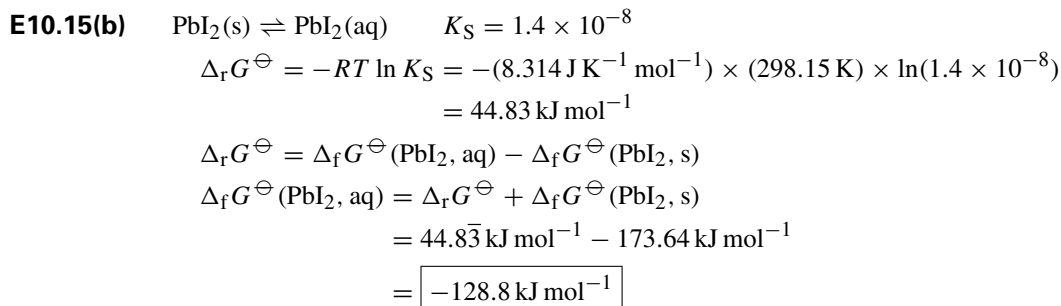 E10.15(b) PbI₂(s) ⇌ PbI₂(aq) K_S = 1.4 × 10⁻⁸
Δ_rG^⊖ = −RT ln K_S = −(8.314 J K⁻¹ mol⁻¹) × (298.15 K) × ln(1.4 × 10⁻⁸)
= 44.83 kJ mol⁻¹
Δ_rG^⊖ = Δ_fG^⊖(PbI₂, aq) − Δ_fG^⊖(PbI₂, s)
Δ_fG^⊖(PbI₂, aq) = Δ_rG^⊖ + Δ_fG^⊖(PbI₂, s)
= 44.83̅ kJ mol⁻¹ − 173.64 kJ mol⁻¹
= −128.8 kJ mol⁻¹